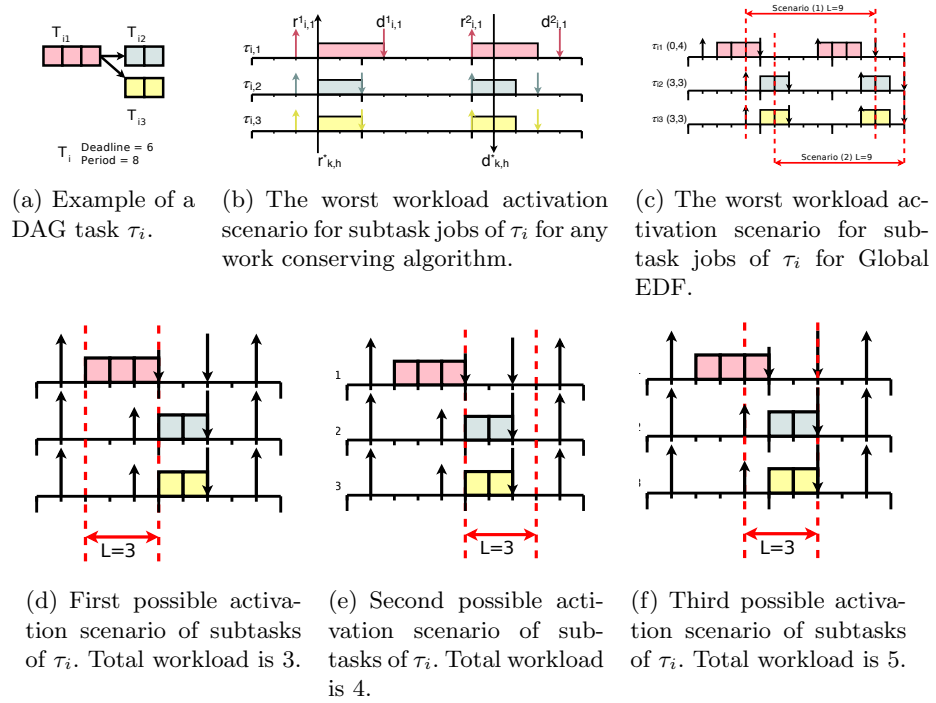 T_i1
T_i2
T_i3
T_i Deadline = 6
Period = 8
r^1_i,1
d^1_i,1
r^2_i,1
d^2_i,1
τ_i,1
τ_i,2
τ_i,3
r*_k,h
d*_k,h
Scenario (1) L=9
τ_i1 (0,4)
τ_i2 (3,3)
τ_i3 (3,3)
Scenario (2) L=9
(a) Example of a
DAG task τ_i.
(b) The worst workload activation
scenario for subtask jobs of τ_i for any
work conserving algorithm.
(c) The worst workload ac-
tivation scenario for sub-
task jobs of τ_i for Global
EDF.
L=3
1
2
3
L=3
L=3
(d) First possible activa-
tion scenario of subtasks
of τ_i. Total workload is 3.
(e) Second possible acti-
vation scenario of sub-
tasks of τ_i. Total workload
is 4.
(f) Third possible activa-
tion scenario of subtasks
of τ_i. Total workload is 5.